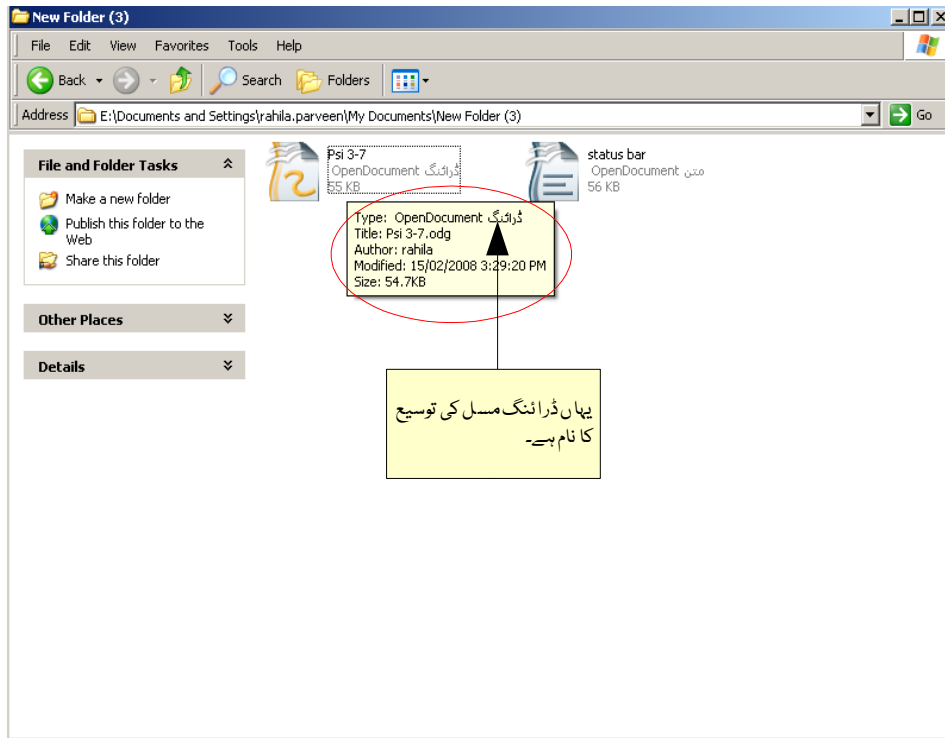 New Folder (3)
File Edit View Favorites Tools Help
Back Search Folders
Address E:\Documents and Settings\rahila.parveen\My Documents\New Folder (3) Go
File and Folder Tasks
Make a new folder
Publish this folder to the
Web
Share this folder
Other Places
Details
Psi 3-7
OpenDocument ڈرائنگ
55 KB
status bar
OpenDocument متن
56 KB
Type: OpenDocument ڈرائنگ
Title: Psi 3-7.odg
Author: rahila
Modified: 15/02/2008 3:29:20 PM
Size: 54.7KB
یہاں ڈرائنگ مسل کی توسیع
کا نام ہے۔